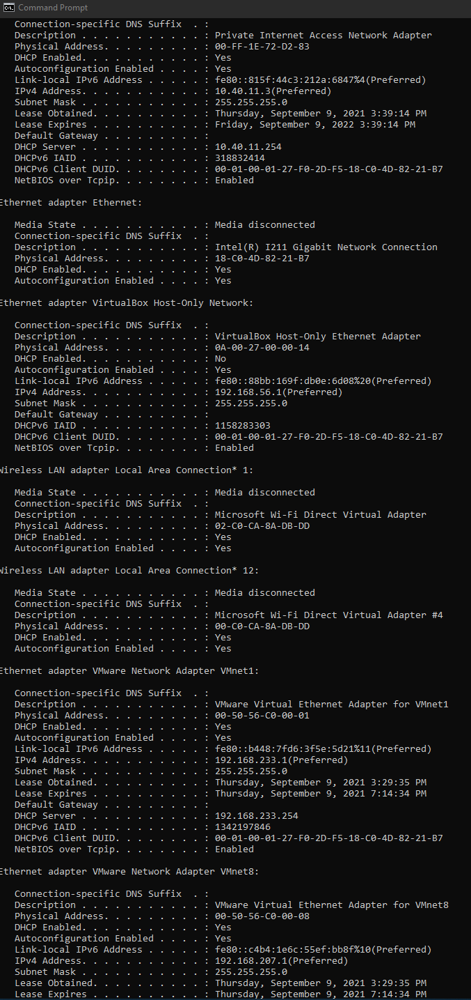 Command Prompt
Connection-specific DNS Suffix  . :
Description . . . . . . . . . . . : Private Internet Access Network Adapter
Physical Address. . . . . . . . . : 00-FF-1E-72-D2-83
DHCP Enabled. . . . . . . . . . . : Yes
Autoconfiguration Enabled . . . . : Yes
Link-local IPv6 Address . . . . . : fe80::815f:44c3:212a:6847%4(Preferred)
IPv4 Address. . . . . . . . . . . : 10.40.11.3(Preferred)
Subnet Mask . . . . . . . . . . . : 255.255.255.0
Lease Obtained. . . . . . . . . . : Thursday, September 9, 2021 3:39:14 PM
Lease Expires . . . . . . . . . . : Friday, September 9, 2022 3:39:14 PM
Default Gateway . . . . . . . . . :
DHCP Server . . . . . . . . . . . : 10.40.11.254
DHCPv6 IAID . . . . . . . . . . . : 318832414
DHCPv6 Client DUID. . . . . . . . : 00-01-00-01-27-F0-2D-F5-18-C0-4D-82-21-B7
NetBIOS over Tcpip. . . . . . . . : Enabled
Ethernet adapter Ethernet:
Media State . . . . . . . . . . . : Media disconnected
Connection-specific DNS Suffix  . :
Description . . . . . . . . . . . : Intel(R) I211 Gigabit Network Connection
Physical Address. . . . . . . . . : 18-C0-4D-82-21-B7
DHCP Enabled. . . . . . . . . . . : Yes
Autoconfiguration Enabled . . . . : Yes
Ethernet adapter VirtualBox Host-Only Network:
Connection-specific DNS Suffix  . :
Description . . . . . . . . . . . : VirtualBox Host-Only Ethernet Adapter
Physical Address. . . . . . . . . : 0A-00-27-00-00-14
DHCP Enabled. . . . . . . . . . . : No
Autoconfiguration Enabled . . . . : Yes
Link-local IPv6 Address . . . . . : fe80::88bb:169f:db0e:6d08%20(Preferred)
IPv4 Address. . . . . . . . . . . : 192.168.56.1(Preferred)
Subnet Mask . . . . . . . . . . . : 255.255.255.0
Default Gateway . . . . . . . . . :
DHCPv6 IAID . . . . . . . . . . . : 1158283303
DHCPv6 Client DUID. . . . . . . . : 00-01-00-01-27-F0-2D-F5-18-C0-4D-82-21-B7
NetBIOS over Tcpip. . . . . . . . : Enabled
Wireless LAN adapter Local Area Connection* 1:
Media State . . . . . . . . . . . : Media disconnected
Connection-specific DNS Suffix  . :
Description . . . . . . . . . . . : Microsoft Wi-Fi Direct Virtual Adapter
Physical Address. . . . . . . . . : 02-C0-CA-8A-DB-DD
DHCP Enabled. . . . . . . . . . . : Yes
Autoconfiguration Enabled . . . . : Yes
Wireless LAN adapter Local Area Connection* 12:
Media State . . . . . . . . . . . : Media disconnected
Connection-specific DNS Suffix  . :
Description . . . . . . . . . . . : Microsoft Wi-Fi Direct Virtual Adapter #4
Physical Address. . . . . . . . . : 00-C0-CA-8A-DB-DD
DHCP Enabled. . . . . . . . . . . : Yes
Autoconfiguration Enabled . . . . : Yes
Ethernet adapter VMware Network Adapter VMnet1:
Connection-specific DNS Suffix  . :
Description . . . . . . . . . . . : VMware Virtual Ethernet Adapter for VMnet1
Physical Address. . . . . . . . . : 00-50-56-C0-00-01
DHCP Enabled. . . . . . . . . . . : Yes
Autoconfiguration Enabled . . . . : Yes
Link-local IPv6 Address . . . . . : fe80::b448:7fd6:3f5e:5d21%11(Preferred)
IPv4 Address. . . . . . . . . . . : 192.168.233.1(Preferred)
Subnet Mask . . . . . . . . . . . : 255.255.255.0
Lease Obtained. . . . . . . . . . : Thursday, September 9, 2021 3:29:35 PM
Lease Expires . . . . . . . . . . : Thursday, September 9, 2021 7:14:34 PM
Default Gateway . . . . . . . . . :
DHCP Server . . . . . . . . . . . : 192.168.233.254
DHCPv6 IAID . . . . . . . . . . . : 1342197846
DHCPv6 Client DUID. . . . . . . . : 00-01-00-01-27-F0-2D-F5-18-C0-4D-82-21-B7
NetBIOS over Tcpip. . . . . . . . : Enabled
Ethernet adapter VMware Network Adapter VMnet8:
Connection-specific DNS Suffix  . :
Description . . . . . . . . . . . : VMware Virtual Ethernet Adapter for VMnet8
Physical Address. . . . . . . . . : 00-50-56-C0-00-08
DHCP Enabled. . . . . . . . . . . : Yes
Autoconfiguration Enabled . . . . : Yes
Link-local IPv6 Address . . . . . : fe80::c4b4:1e6c:55ef:bb8f%10(Preferred)
IPv4 Address. . . . . . . . . . . : 192.168.207.1(Preferred)
Subnet Mask . . . . . . . . . . . : 255.255.255.0
Lease Obtained. . . . . . . . . . : Thursday, September 9, 2021 3:29:35 PM
Lease Expires . . . . . . . . . . : Thursday, September 9, 2021 7:14:34 PM